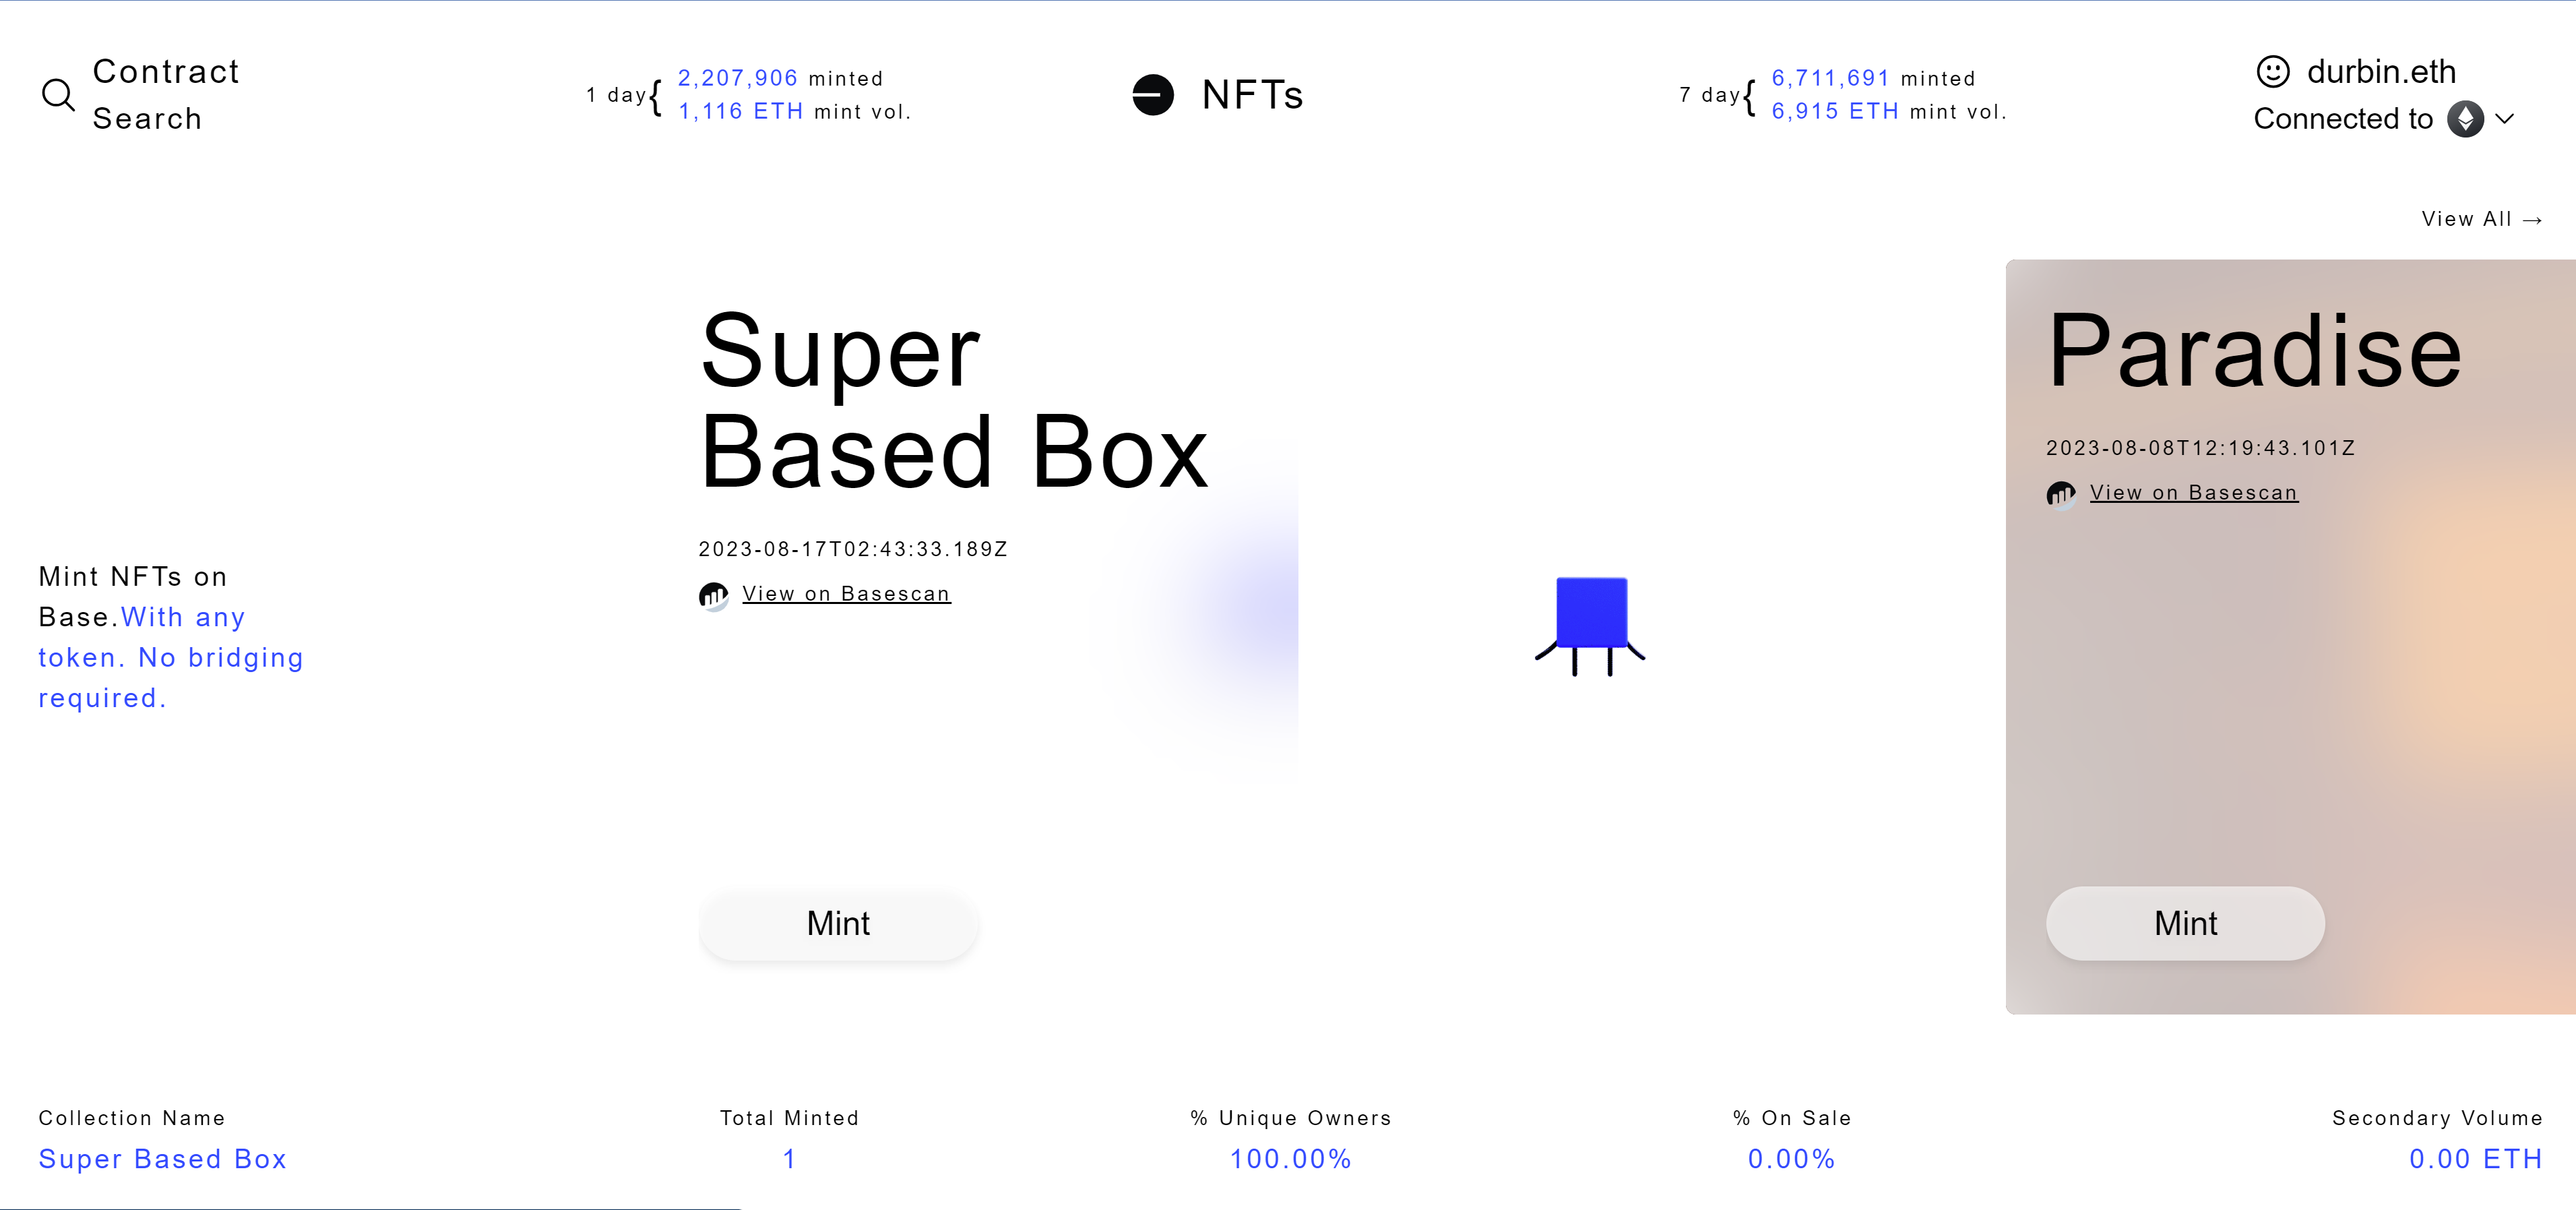 Contract
Search
1 day{
2,207,906 minted
1,116 ETH mint vol.
NFTs
7 day{
6,711,691 minted
6,915 ETH mint vol.
durbin.eth
Connected to
View All →
Mint NFTs on
Base.With any
token. No bridging
required.
Super
Based Box
2023-08-17T02:43:33.189Z
View on Basescan
Mint
Paradise
2023-08-08T12:19:43.101Z
View on Basescan
Mint
Collection Name
Super Based Box
Total Minted
1
% Unique Owners
100.00%
% On Sale
0.00%
Secondary Volume
0.00 ETH